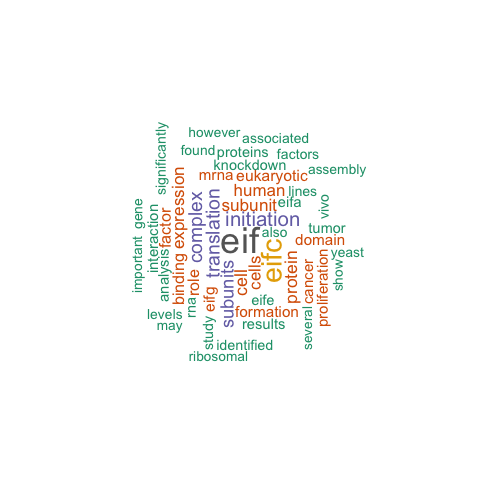 significantly
however
associated
found
proteins
factors
knockdown
assembly
mrna
eukaryotic
human
lines
subunit
eifa
vivo
initiation
important
gene
interaction
analysis
factor
binding
expression
complex
translation
eif
also
tumor
domain
yeast
eifc
cells
cell
protein
cancer
proliferation
show
role
rna
eifg
subunits
eife
formation
levels
may
study
results
several
identified
ribosomal